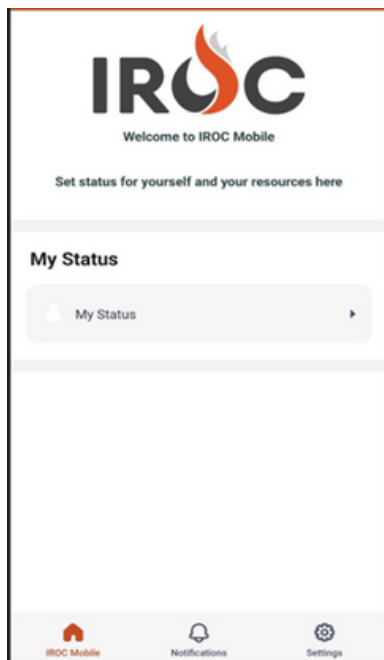 IROC
Welcome to IROC Mobile
Set status for yourself and your resources here
My Status
My Status
IROC Mobile
Notifications
Settings